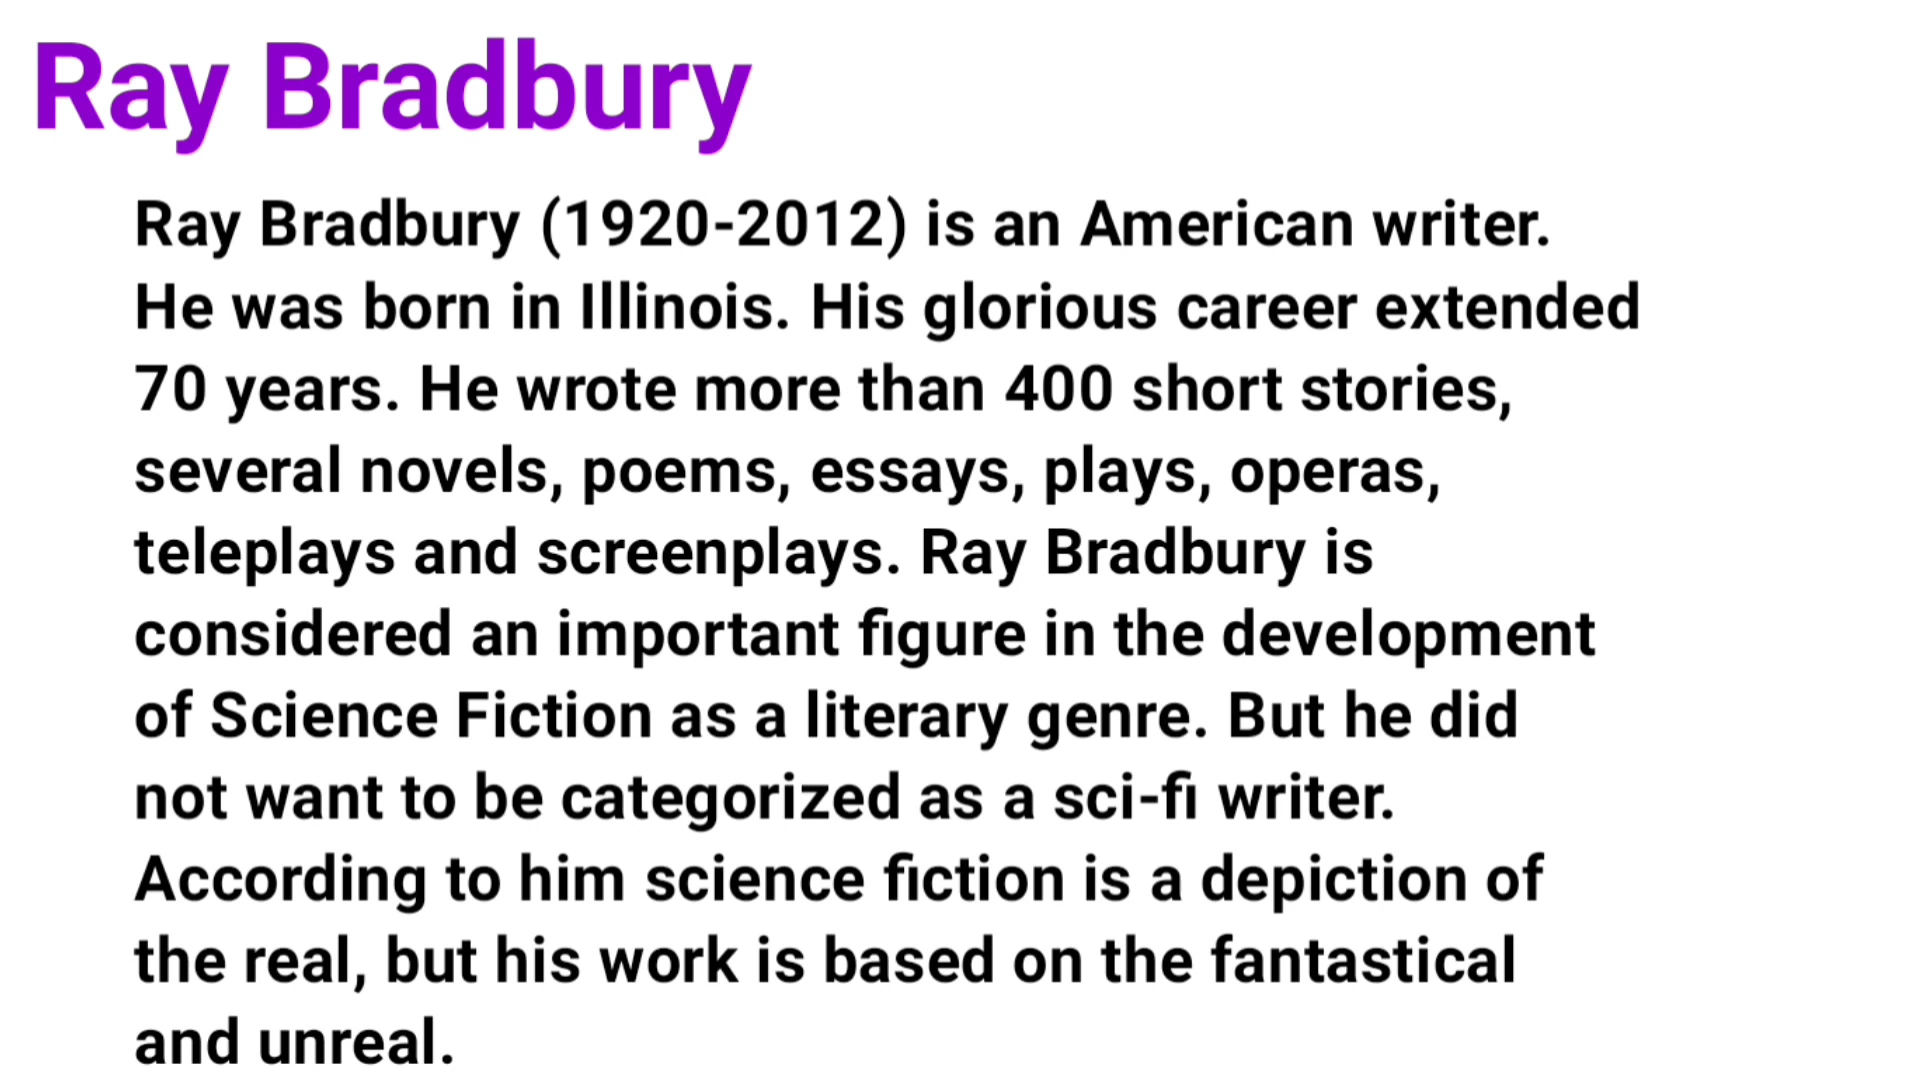 Ray Bradbury
Ray Bradbury (1920-2012) is an American writer.
He was born in Illinois. His glorious career extended
70 years. He wrote more than 400 short stories,
several novels, poems, essays, plays, operas,
teleplays and screenplays. Ray Bradbury is
considered an important figure in the development
of Science Fiction as a literary genre. But he did
not want to be categorized as a sci-fi writer.
According to him science fiction is a depiction of
the real, but his work is based on the fantastical
and unreal.